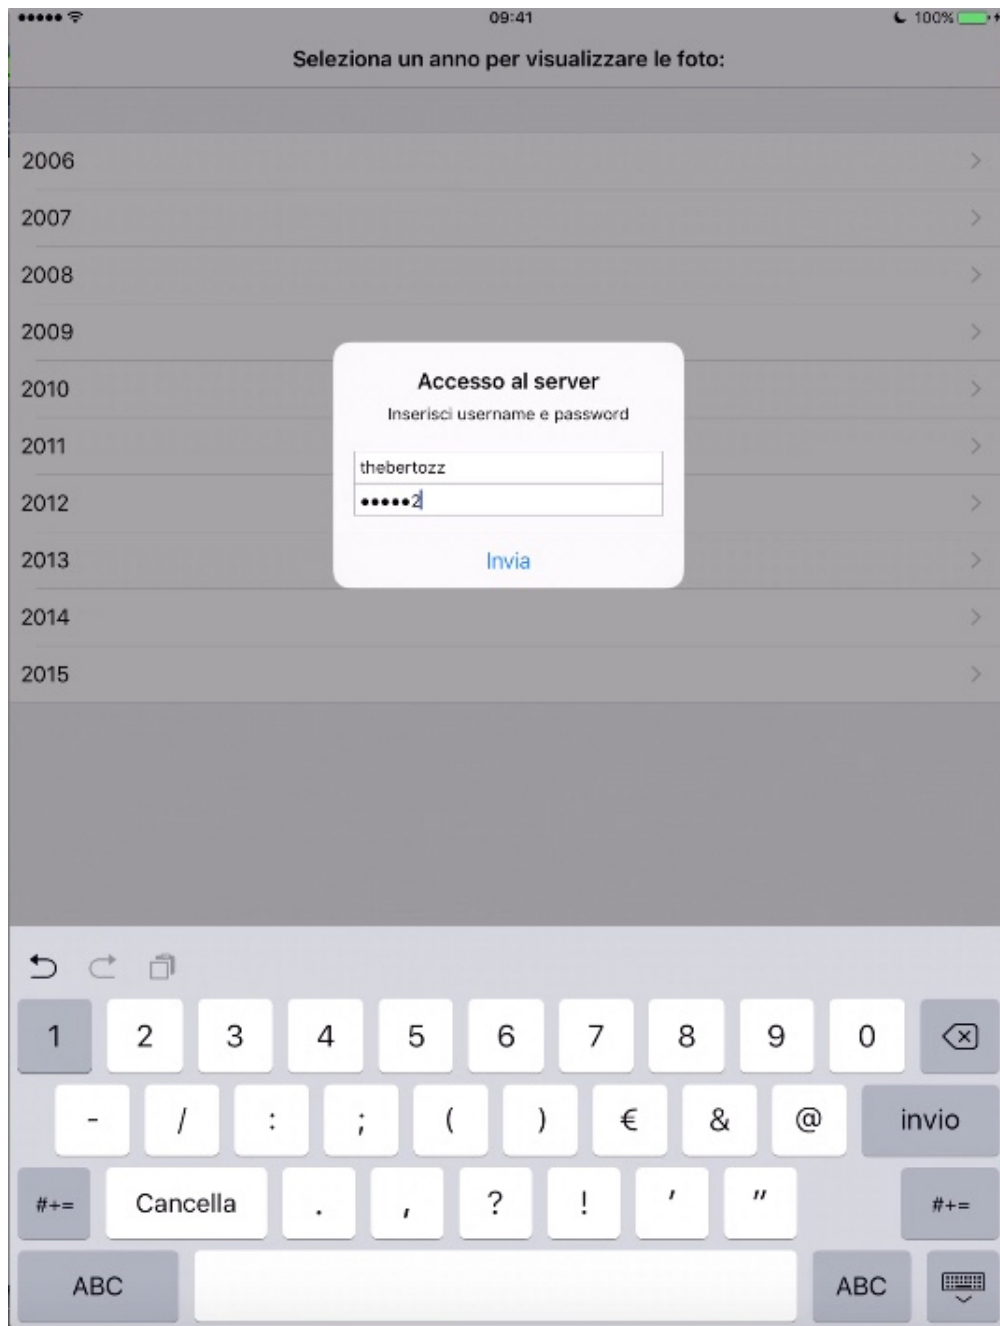 09:41
100%
Seleziona un anno per visualizzare le foto:
2006
2007
2008
2009
2010
2011
2012
2013
2014
2015
Accesso al server
Inserisci username e password
thebertozz
●●●●●2
Invia
1 2 3 4 5 6 7 8 9 0
- / : ; ( ) € & @ invio
#+= Cancella . , ? ! ' " #+=
ABC ABC